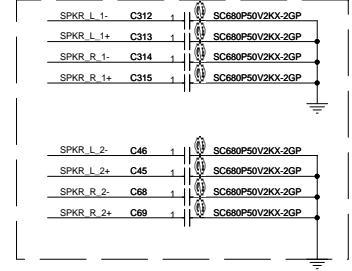 SPKR_L_1- C312 1 SC680P50V2KX-2GP
SPKR_L_1+ C313 1 SC680P50V2KX-2GP
SPKR_R_1- C314 1 SC680P50V2KX-2GP
SPKR_R_1+ C315 1 SC680P50V2KX-2GP
SPKR_L_2- C46 1 SC680P50V2KX-2GP
SPKR_L_2+ C45 1 SC680P50V2KX-2GP
SPKR_R_2- C68 1 SC680P50V2KX-2GP
SPKR_R_2+ C69 1 SC680P50V2KX-2GP